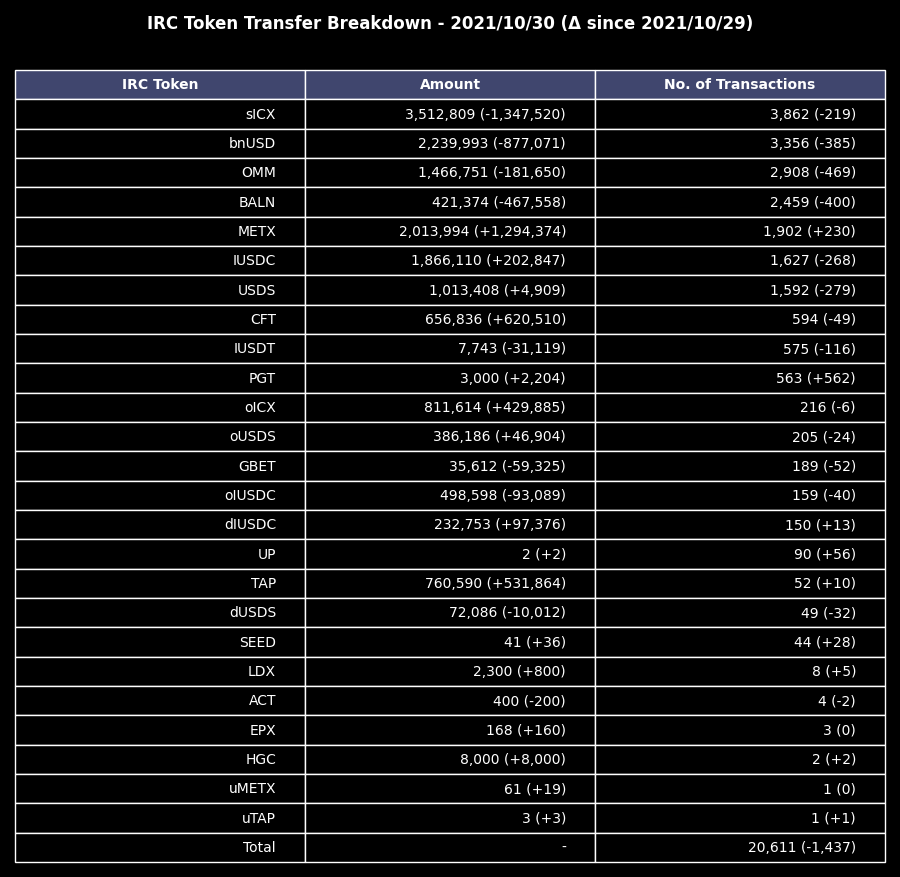 IRC Token Transfer Breakdown - 2021/10/30 (Δ since 2021/10/29)
IRC Token Amount No. of Transactions
sICX 3,512,809 (-1,347,520) 3,862 (-219)
bnUSD 2,239,993 (-877,071) 3,356 (-385)
OMM 1,466,751 (-181,650) 2,908 (-469)
BALN 421,374 (-467,558) 2,459 (-400)
METX 2,013,994 (+1,294,374) 1,902 (+230)
IUSDC 1,866,110 (+202,847) 1,627 (-268)
USDS 1,013,408 (+4,909) 1,592 (-279)
CFT 656,836 (+620,510) 594 (-49)
IUSDT 7,743 (-31,119) 575 (-116)
PGT 3,000 (+2,204) 563 (+562)
oICX 811,614 (+429,885) 216 (-6)
oUSDS 386,186 (+46,904) 205 (-24)
GBET 35,612 (-59,325) 189 (-52)
oIUSDC 498,598 (-93,089) 159 (-40)
dIUSDC 232,753 (+97,376) 150 (+13)
UP 2 (+2) 90 (+56)
TAP 760,590 (+531,864) 52 (+10)
dUSDS 72,086 (-10,012) 49 (-32)
SEED 41 (+36) 44 (+28)
LDX 2,300 (+800) 8 (+5)
ACT 400 (-200) 4 (-2)
EPX 168 (+160) 3 (0)
HGC 8,000 (+8,000) 2 (+2)
uMETX 61 (+19) 1 (0)
uTAP 3 (+3) 1 (+1)
Total - 20,611 (-1,437)